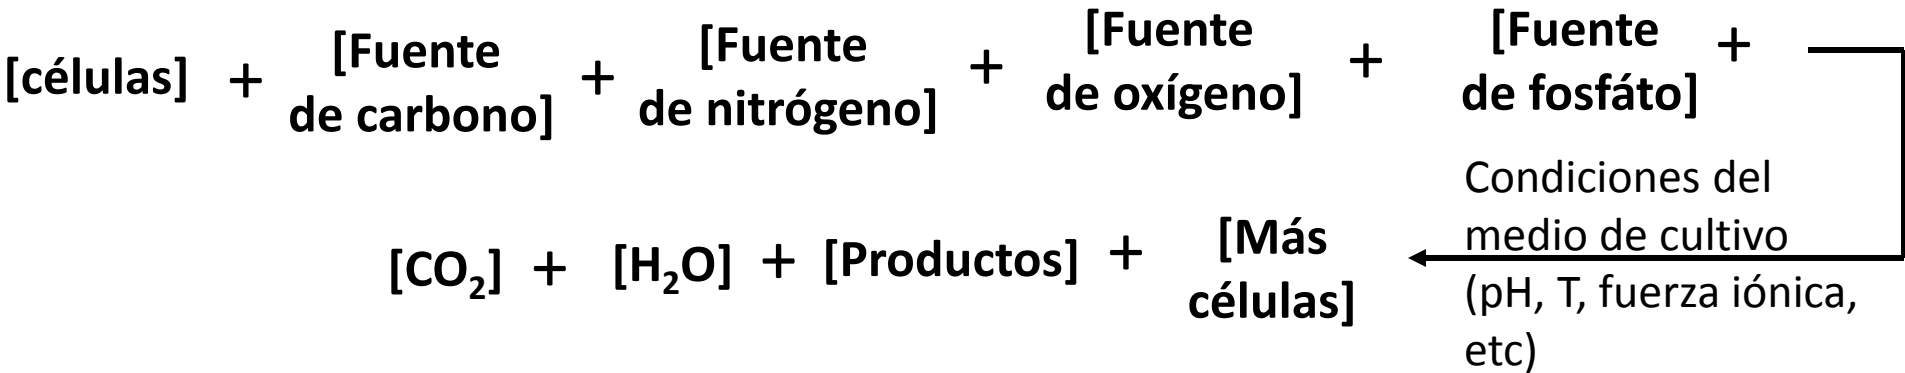 [células] + [Fuente de carbono] + [Fuente de nitrógeno] + [Fuente de oxígeno] + [Fuente de fosfáto] +
Condiciones del
medio de cultivo
(pH, T, fuerza iónica,
etc)
[CO₂] + [H₂O] + [Productos] + [Más células]